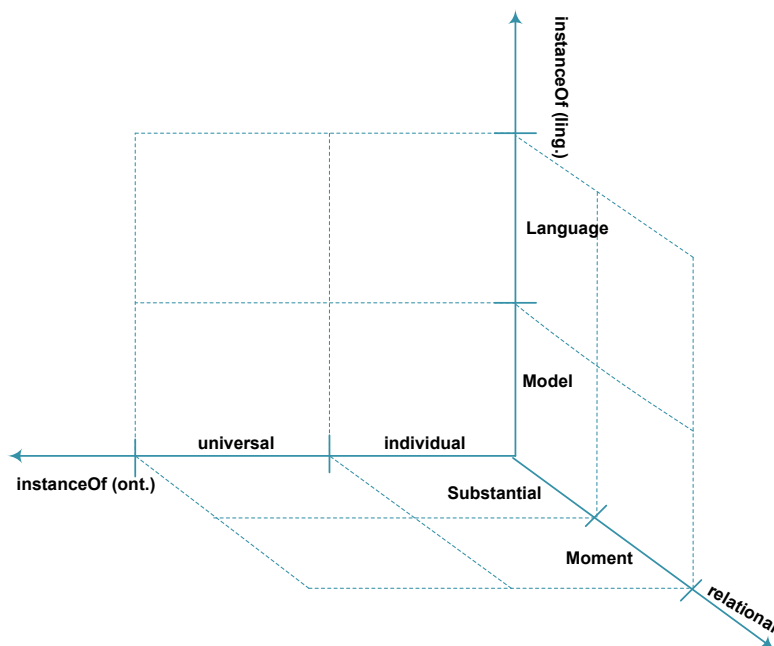 instanceOf (ling.)
Language
Model
universal
individual
instanceOf (ont.)
Substantial
Moment
relational